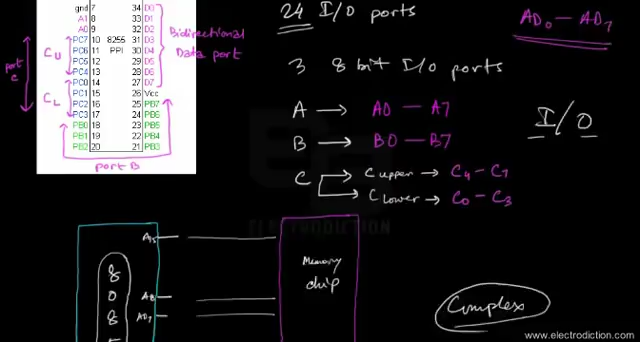 gnd 7 34 D0
A1 8 33 D1
A0 9 32 D2
PC7 10 8255 31 D3
PC6 11 PPI 30 D4
PC5 12 29 D5
PC4 13 28 D6
PC0 14 27 D7
PC1 15 26 Vcc
PC2 16 25 PB7
PC3 17 24 PB6
PB0 18 23 PB5
PB1 19 22 PB4
PB2 20 21 PB3
port C
CU
CL
port B
Bidirectional
Data port
24 I/O ports
3 8 bit I/O ports
A → A0 — A7
B → B0 — B7
C → C upper → C4 – C7
→ C Lower → C0 – C3
AD0 — AD7
I/O
ELECTRODICTION
A15
8
0
8
A8
AD7
Memory
chip
Complex
www.electrodiction.com